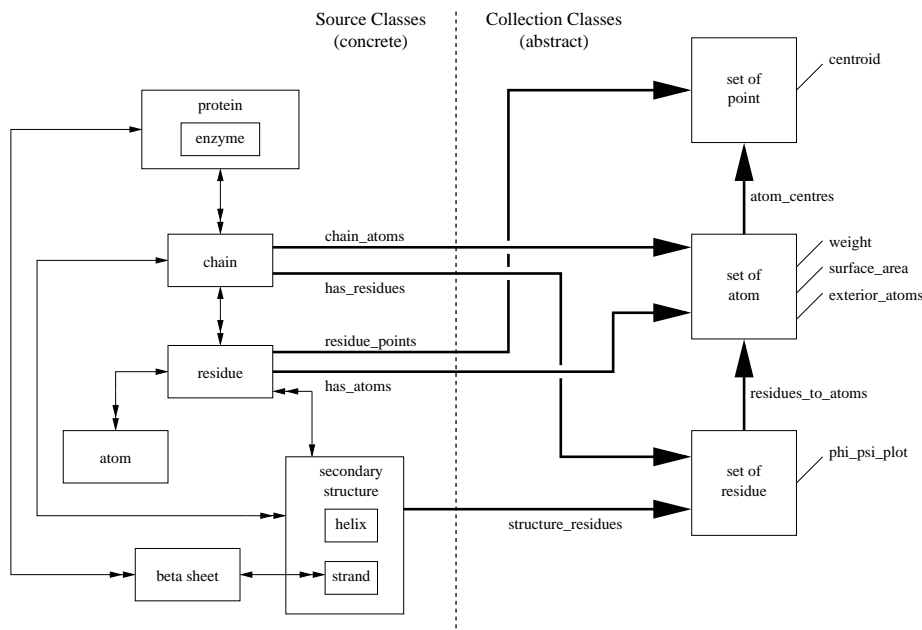 Source Classes
(concrete)
Collection Classes
(abstract)
protein
enzyme
chain
residue
atom
secondary
structure
helix
strand
beta sheet
chain_atoms
has_residues
residue_points
has_atoms
structure_residues
set of
point
centroid
atom_centres
set of
atom
weight
surface_area
exterior_atoms
residues_to_atoms
set of
residue
phi_psi_plot